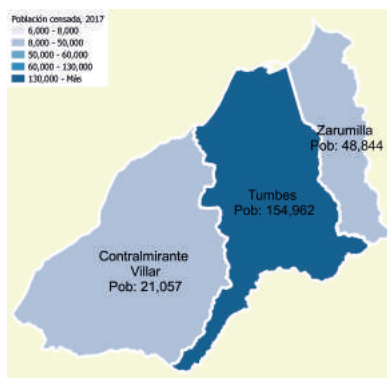 Población censada, 2017
6,000 - 8,000
8,000 - 50,000
50,000 - 60,000
60,000 - 130,000
130,000 - Más
Zarumilla
Pob: 48,844
Tumbes
Pob: 154,962
Contralmirante
Villar
Pob: 21,057